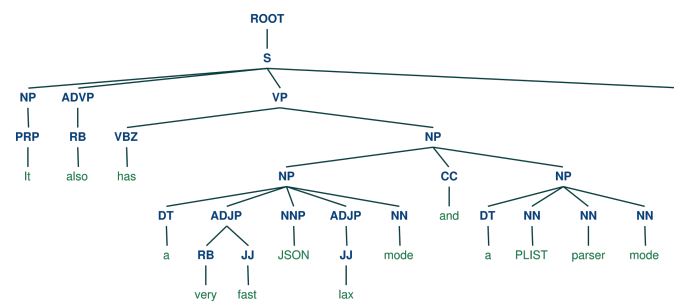 ROOT
S
NP ADVP VP
PRP RB VBZ NP
It also has NP CC NP
DT ADJP NNP ADJP NN and DT NN NN NN
a RB JJ JSON JJ mode a PLIST parser mode
very fast lax